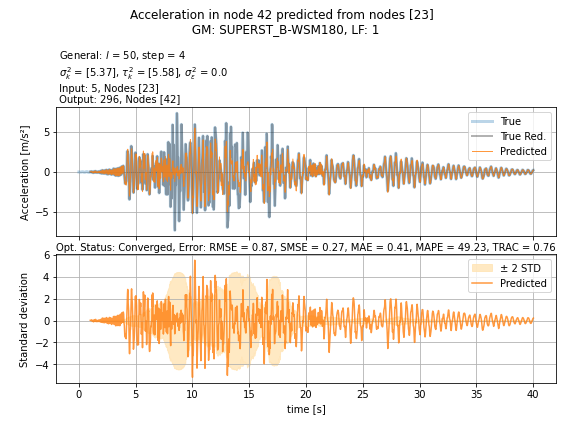 Acceleration in node 42 predicted from nodes [23]
GM: SUPERST_B-WSM180, LF: 1
General: l = 50, step = 4
σ²ₖ = [5.37], τ²ₖ = [5.58], σ²ε = 0.0
Input: 5, Nodes [23]
Output: 296, Nodes [42]
True
True Red.
Predicted
5
0
−5
Acceleration [m/s²]
Opt. Status: Converged, Error: RMSE = 0.87, SMSE = 0.27, MAE = 0.41, MAPE = 49.23, TRAC = 0.76
± 2 STD
Predicted
6
4
2
0
−2
−4
Standard deviation
0 5 10 15 20 25 30 35 40
time [s]